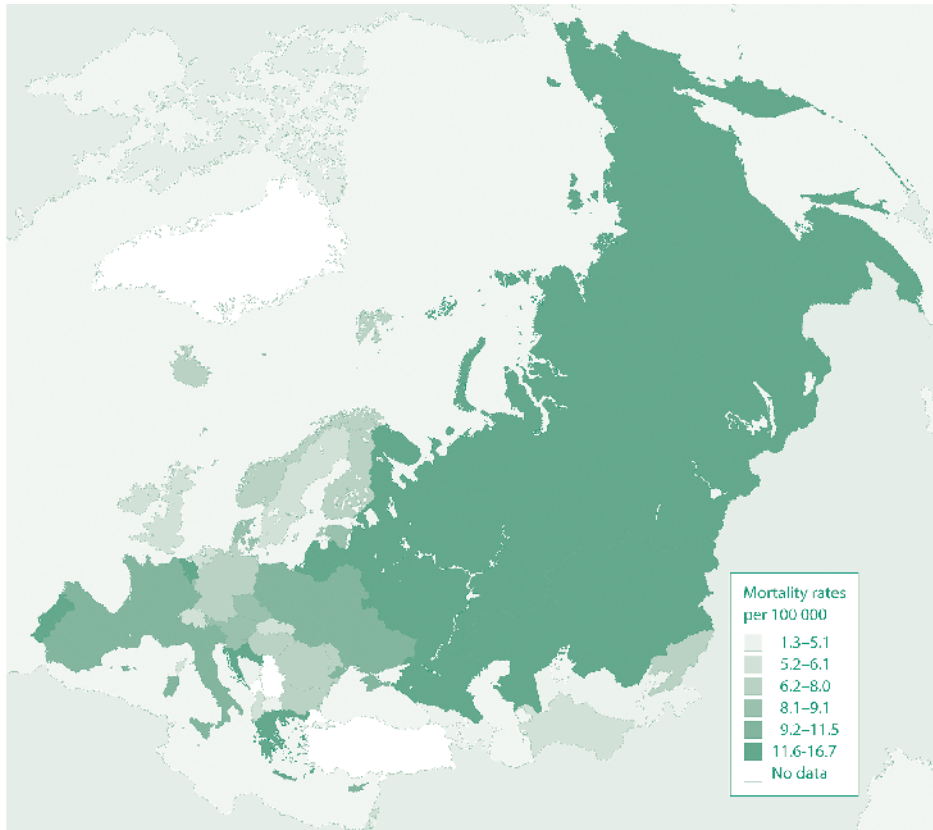 Mortality rates
per 100 000
1.3–5.1
5.2–6.1
6.2–8.0
8.1–9.1
9.2–11.5
11.6-16.7
No data